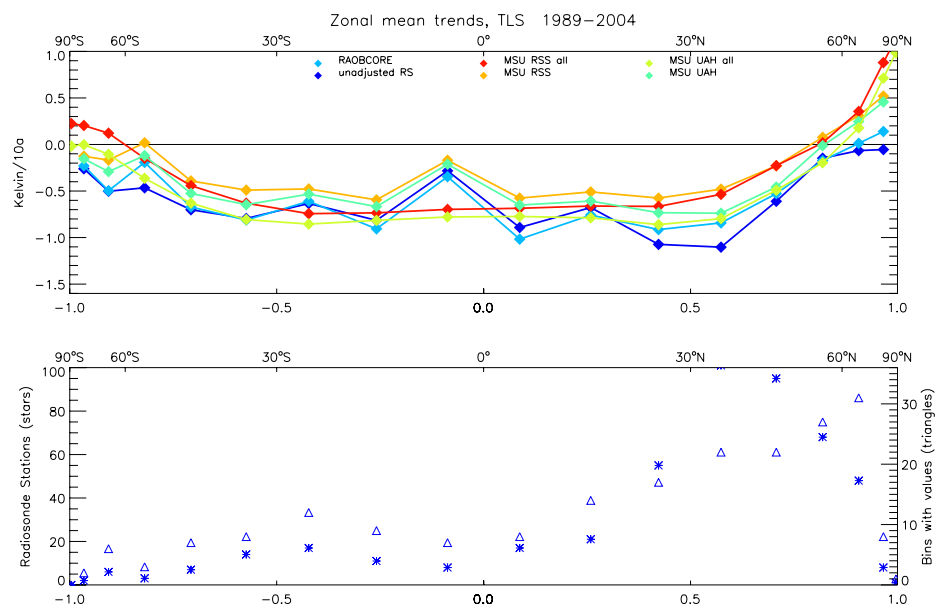 Zonal mean trends, TLS 1989−2004
90°S 60°S 30°S 0° 30°N 60°N 90°N
RAOBCORE MSU RSS all MSU UAH all
unadjusted RS MSU RSS MSU UAH
Kelvin/10a
1.0
0.5
0.0
−0.5
−1.0
−1.5
−1.0 −0.5 0.0 0.5 1.0
90°S 60°S 30°S 0° 30°N 60°N 90°N
Radiosonde Stations (stars)
100
80
60
40
20
0
30
20
10
0
Bins with values (triangles)
−1.0 −0.5 0.0 0.5 1.0